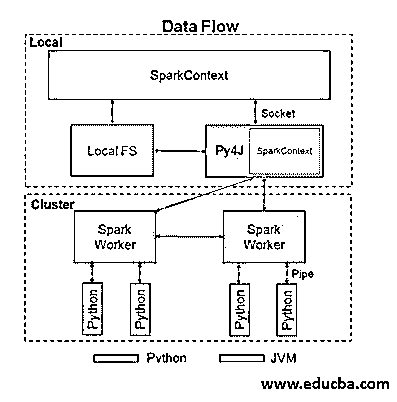 Data Flow
Local
SparkContext
Socket
Local FS
Py4J
SparkContext
Cluster
Spark
Worker
Spark
Worker
Pipe
Python
Python
Python
Python
Python
JVM
www.educba.com